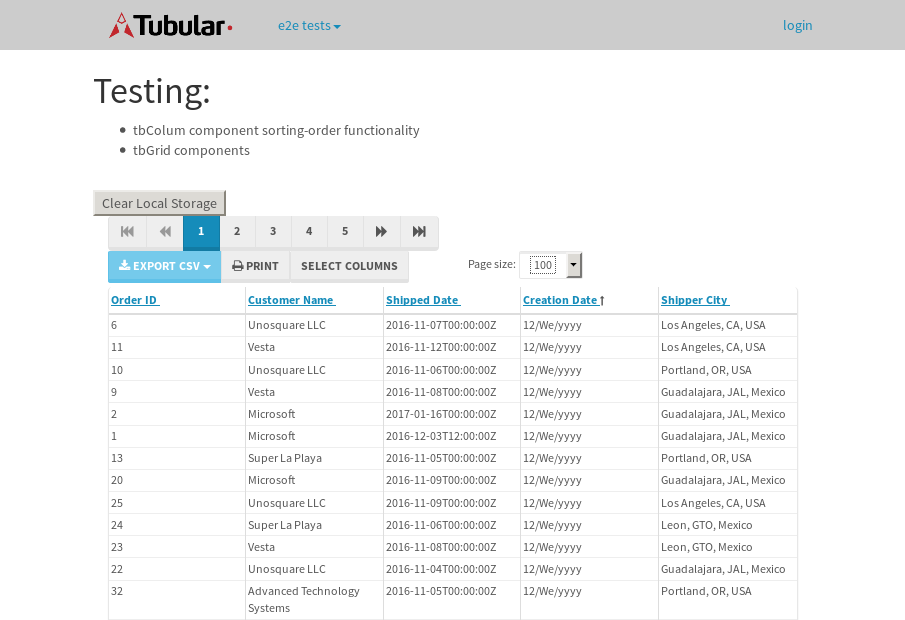 Tubular
e2e tests
login
Testing:
tbColum component sorting-order functionality
tbGrid components
Clear Local Storage
1 2 3 4 5
EXPORT CSV PRINT SELECT COLUMNS Page size: 100
Order ID Customer Name Shipped Date Creation Date ↑ Shipper City
6 Unosquare LLC 2016-11-07T00:00:00Z 12/We/yyyy Los Angeles, CA, USA
11 Vesta 2016-11-12T00:00:00Z 12/We/yyyy Los Angeles, CA, USA
10 Unosquare LLC 2016-11-06T00:00:00Z 12/We/yyyy Portland, OR, USA
9 Vesta 2016-11-08T00:00:00Z 12/We/yyyy Guadalajara, JAL, Mexico
2 Microsoft 2017-01-16T00:00:00Z 12/We/yyyy Guadalajara, JAL, Mexico
1 Microsoft 2016-12-03T12:00:00Z 12/We/yyyy Guadalajara, JAL, Mexico
13 Super La Playa 2016-11-05T00:00:00Z 12/We/yyyy Portland, OR, USA
20 Microsoft 2016-11-09T00:00:00Z 12/We/yyyy Guadalajara, JAL, Mexico
25 Unosquare LLC 2016-11-09T00:00:00Z 12/We/yyyy Los Angeles, CA, USA
24 Super La Playa 2016-11-06T00:00:00Z 12/We/yyyy Leon, GTO, Mexico
23 Vesta 2016-11-08T00:00:00Z 12/We/yyyy Leon, GTO, Mexico
22 Unosquare LLC 2016-11-04T00:00:00Z 12/We/yyyy Guadalajara, JAL, Mexico
32 Advanced Technology 2016-11-05T00:00:00Z 12/We/yyyy Portland, OR, USA
Systems